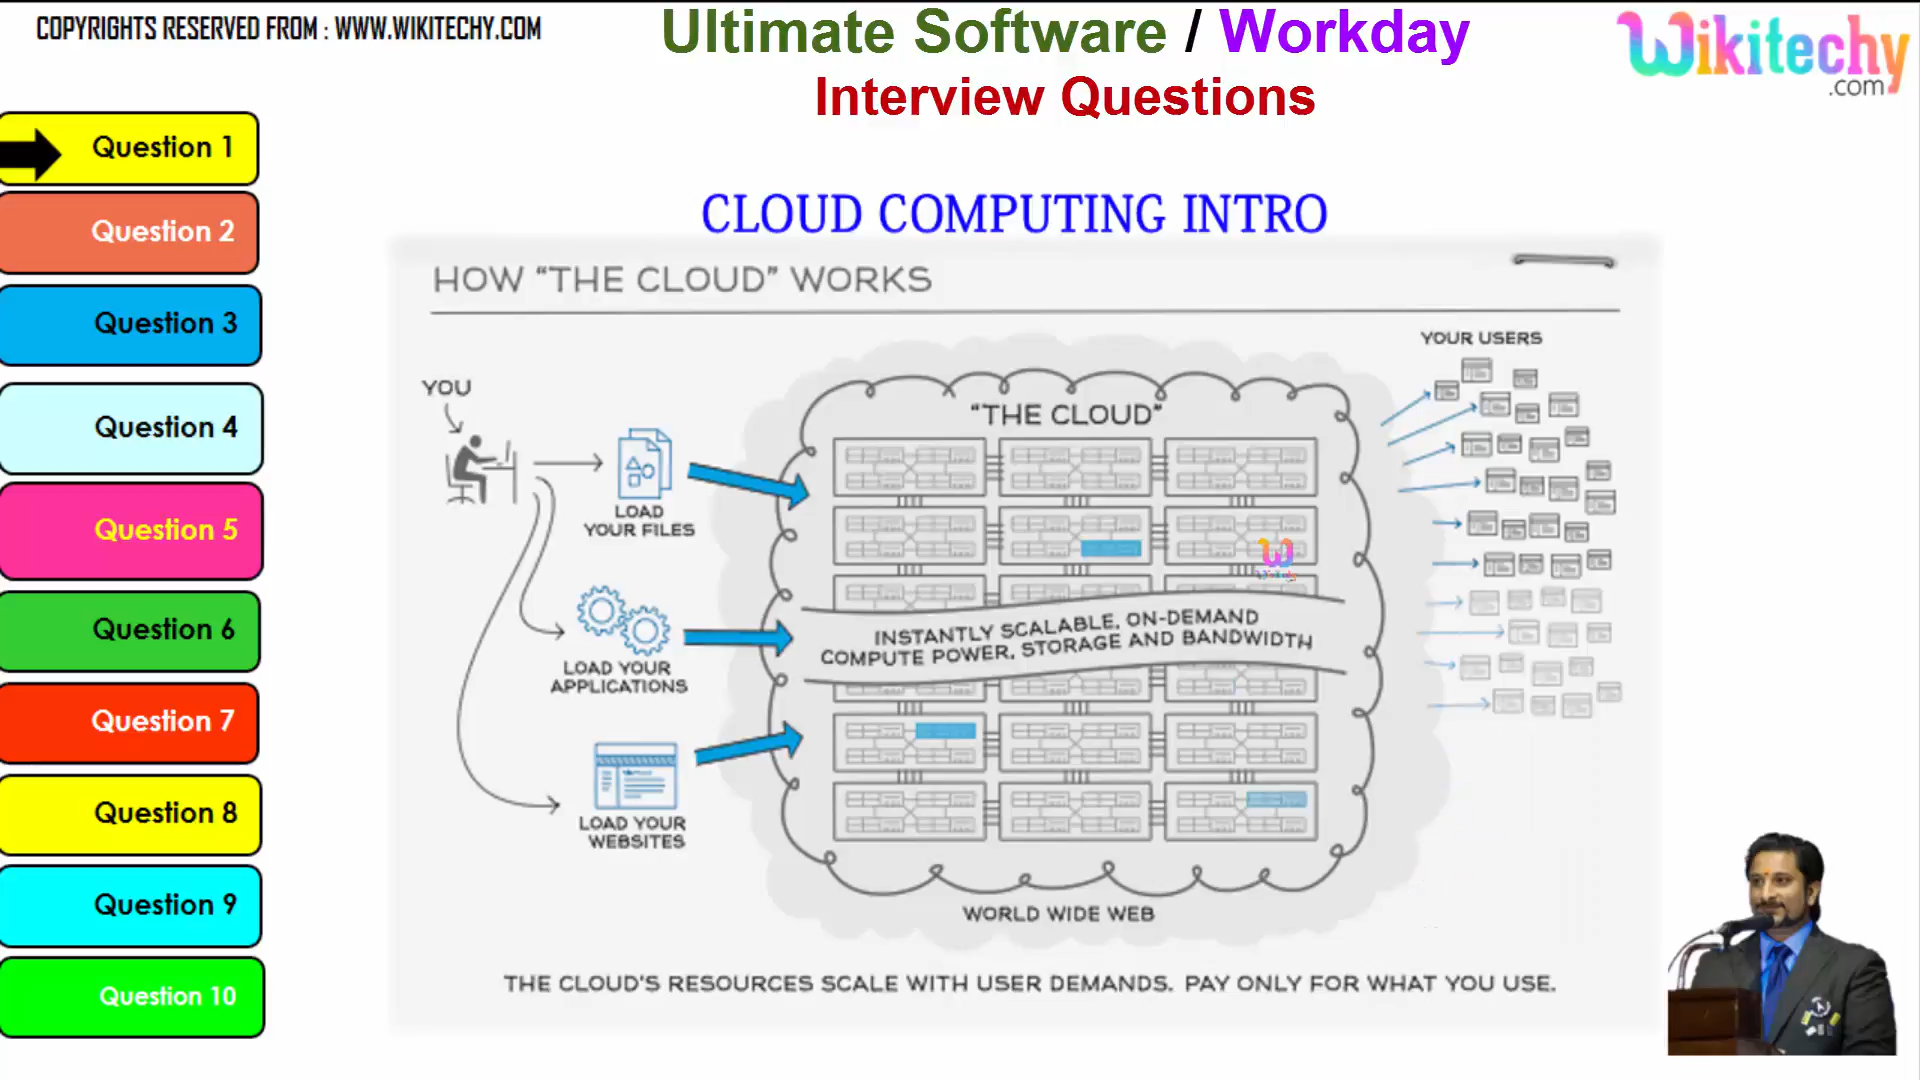 COPYRIGHTS RESERVED FROM : WWW.WIKITECHY.COM
Ultimate Software / Workday
Interview Questions
Wikitechy
.com
Question 1
Question 2
Question 3
Question 4
Question 5
Question 6
Question 7
Question 8
Question 9
Question 10
CLOUD COMPUTING INTRO
HOW “THE CLOUD” WORKS
YOU
LOAD
YOUR FILES
LOAD YOUR
APPLICATIONS
LOAD YOUR
WEBSITES
“THE CLOUD”
INSTANTLY SCALABLE, ON-DEMAND
COMPUTE POWER, STORAGE AND BANDWIDTH
WORLD WIDE WEB
YOUR USERS
THE CLOUD'S RESOURCES SCALE WITH USER DEMANDS. PAY ONLY FOR WHAT YOU USE.